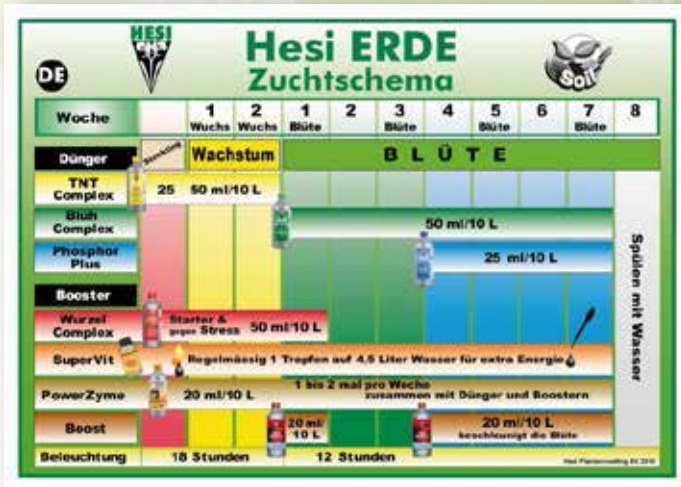 HESI
Hesi ERDE
Zuchtschema
DE
Soil
Woche 1 Wuchs 2 Wuchs 1 Blüte 2 3 Blüte 4 5 Blüte 6 7 Blüte 8
Dünger Steckling Wachstum BLÜTE
TNT Complex 25 50 ml/10 L
Blüh Complex 50 ml/10 L
Phosphor Plus 25 ml/10 L
Spülen mit Wasser
Booster
Wurzel Complex Starter & gegen Stress 50 ml/10 L
SuperVit Regelmässig 1 Tropfen auf 4,5 Liter Wasser für extra Energie
PowerZyme 20 ml/10 L 1 bis 2 mal pro Woche
zusammen mit Dünger und Boostern
Boost 20 ml/ 10 L 20 ml/10 L
beschleunigt die Blüte
Beleuchtung 18 Stunden 12 Stunden